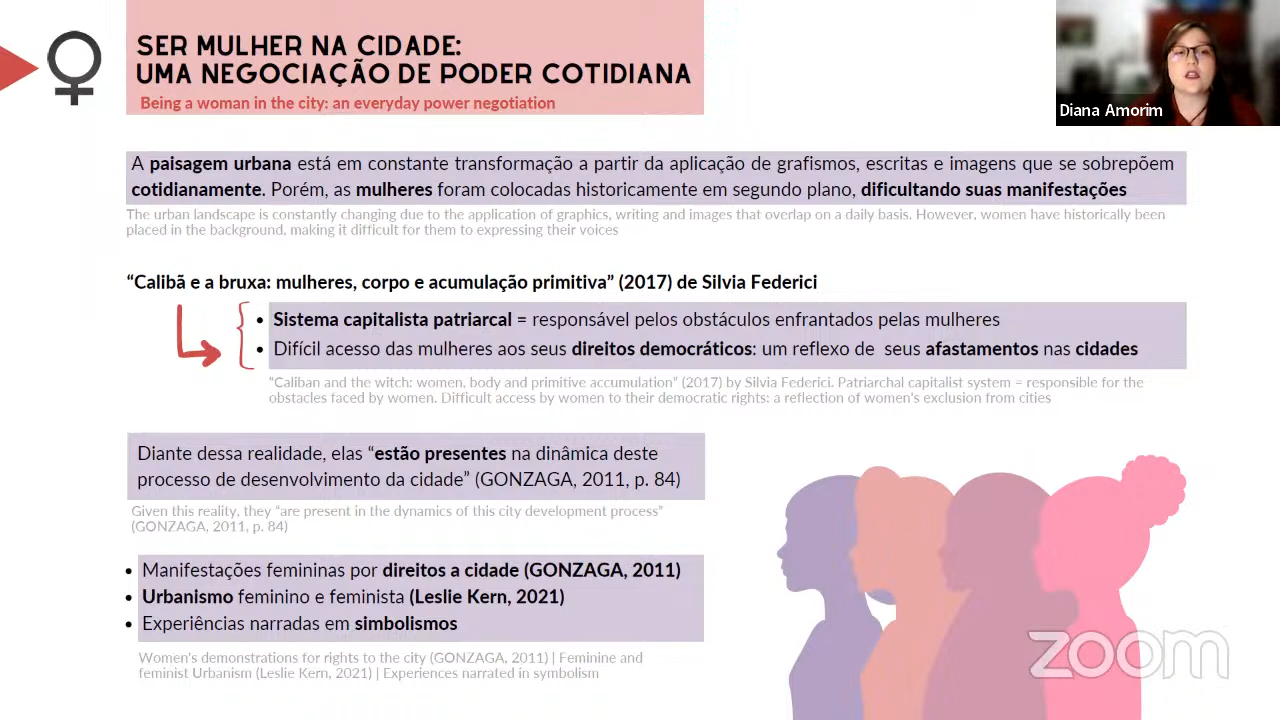 SER MULHER NA CIDADE:
UMA NEGOCIAÇÃO DE PODER COTIDIANA
Being a woman in the city: an everyday power negotiation
Diana Amorim
A paisagem urbana está em constante transformação a partir da aplicação de grafismos, escritas e imagens que se sobrepõem
cotidianamente. Porém, as mulheres foram colocadas historicamente em segundo plano, dificultando suas manifestações
The urban landscape is constantly changing due to the application of graphics, writing and images that overlap on a daily basis. However, women have historically been
placed in the background, making it difficult for them to expressing their voices
“Calibã e a bruxa: mulheres, corpo e acumulação primitiva” (2017) de Silvia Federici
• Sistema capitalista patriarcal = responsável pelos obstáculos enfrantados pelas mulheres
• Difícil acesso das mulheres aos seus direitos democráticos: um reflexo de seus afastamentos nas cidades
"Caliban and the witch: women, body and primitive accumulation" (2017) by Silvia Federici. Patriarchal capitalist system = responsible for the
obstacles faced by women. Difficult access by women to their democratic rights: a reflection of women's exclusion from cities
Diante dessa realidade, elas “estão presentes na dinâmica deste
processo de desenvolvimento da cidade” (GONZAGA, 2011, p. 84)
Given this reality, they “are present in the dynamics of this city development process”
(GONZAGA, 2011, p. 84)
• Manifestações femininas por direitos a cidade (GONZAGA, 2011)
• Urbanismo feminino e feminista (Leslie Kern, 2021)
• Experiências narradas em simbolismos
Women's demonstrations for rights to the city (GONZAGA, 2011) | Feminine and
feminist Urbanism (Leslie Kern, 2021) | Experiences narrated in symbolism
zoom